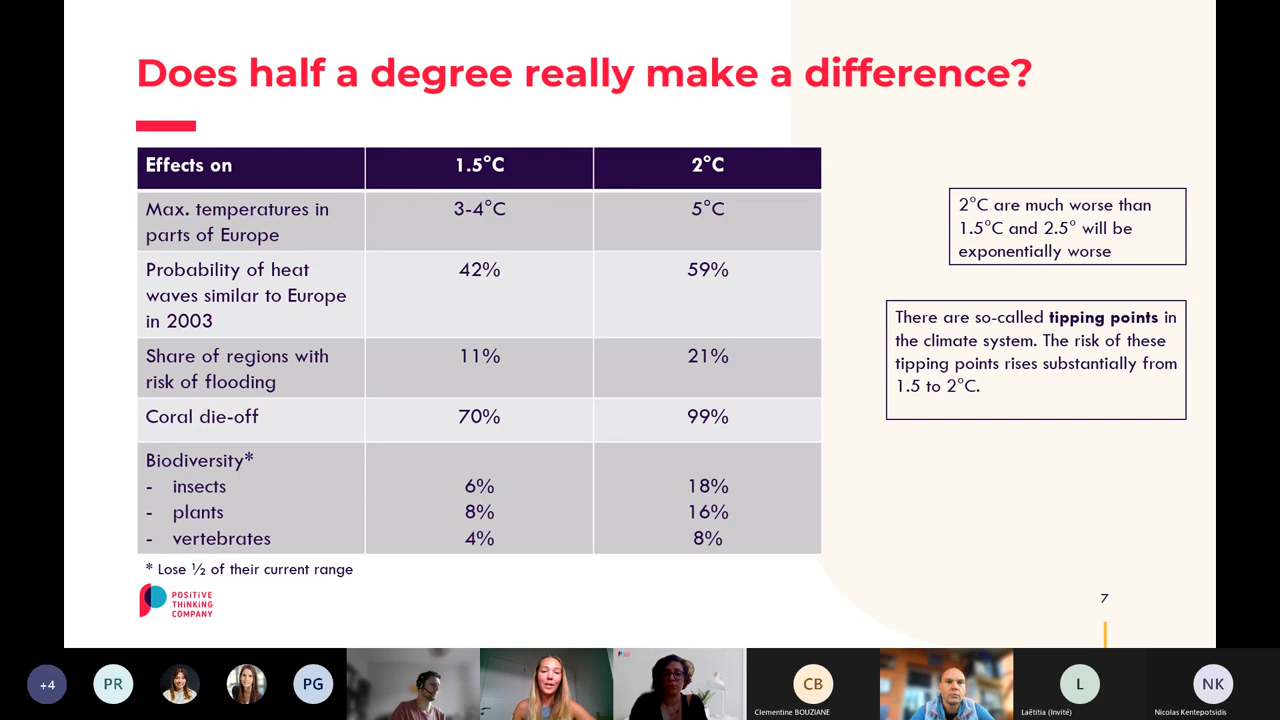 Does half a degree really make a difference?
Effects on 1.5°C 2°C
Max. temperatures in parts of Europe 3-4°C 5°C
Probability of heat waves similar to Europe in 2003 42% 59%
Share of regions with risk of flooding 11% 21%
Coral die-off 70% 99%
Biodiversity*
- insects 6% 18%
- plants 8% 16%
- vertebrates 4% 8%
* Lose ½ of their current range
2°C are much worse than
1.5°C and 2.5° will be
exponentially worse
There are so-called tipping points in
the climate system. The risk of these
tipping points rises substantially from
1.5 to 2°C.
POSITIVE
THINKING
COMPANY
7
+4
PR
PG
CB
Clementine BOUZIANE
L
Laëtitia (Invité)
NK
Nicolas Kentepotsidis